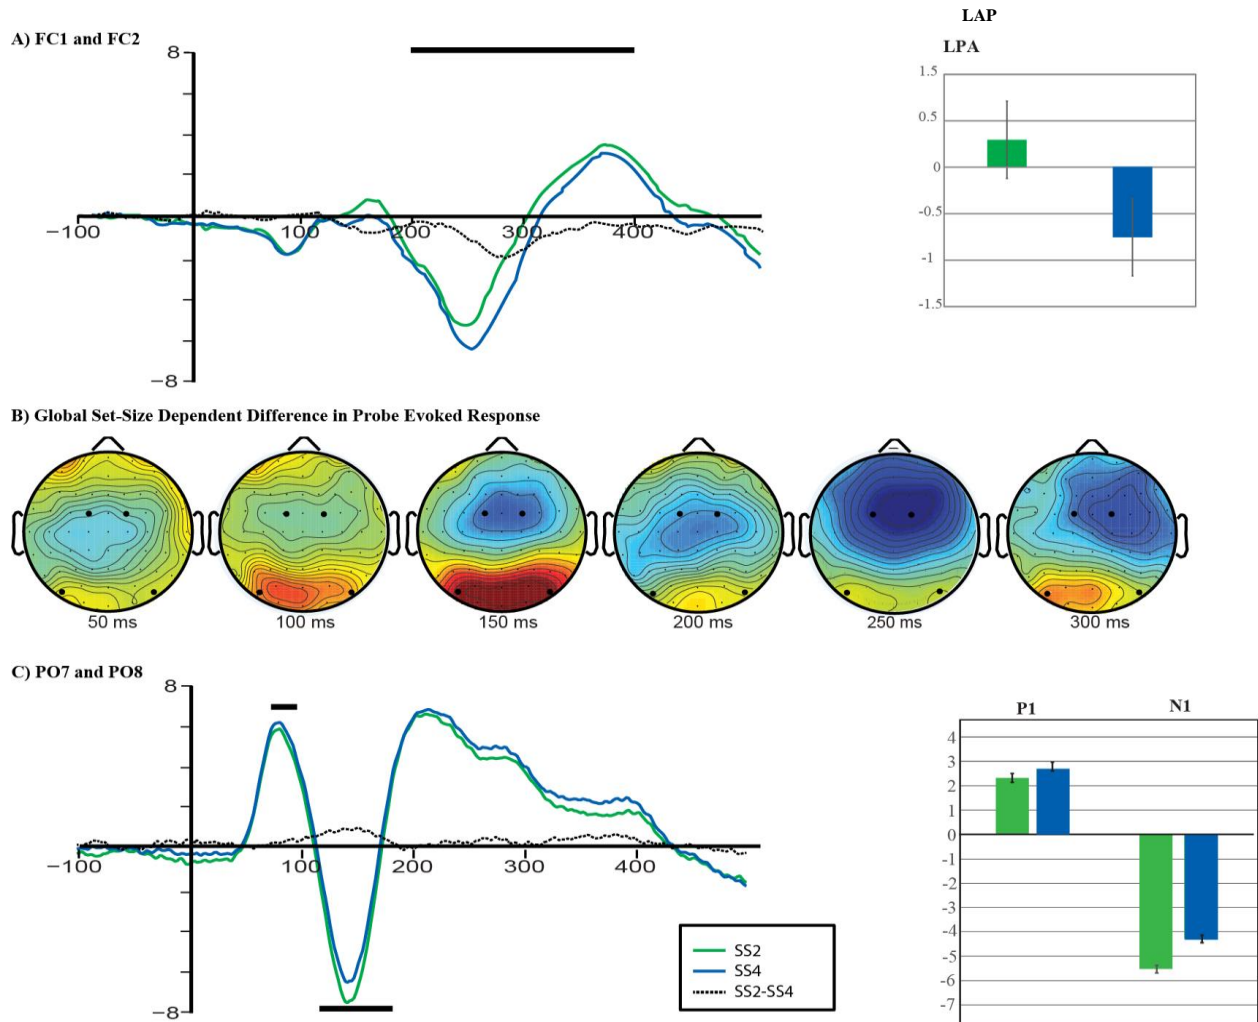 LAP
A) FC1 and FC2
LPA
8
−100
100
200
300
400
−8
1.5
0.5
0
-0.5
-1
-1.5
B) Global Set-Size Dependent Difference in Probe Evoked Response
50 ms
100 ms
150 ms
200 ms
250 ms
300 ms
C) PO7 and PO8
8
−100
100
200
300
400
−8
SS2
SS4
SS2-SS4
P1
N1
4
3
2
1
0
-1
-2
-3
-4
-5
-6
-7